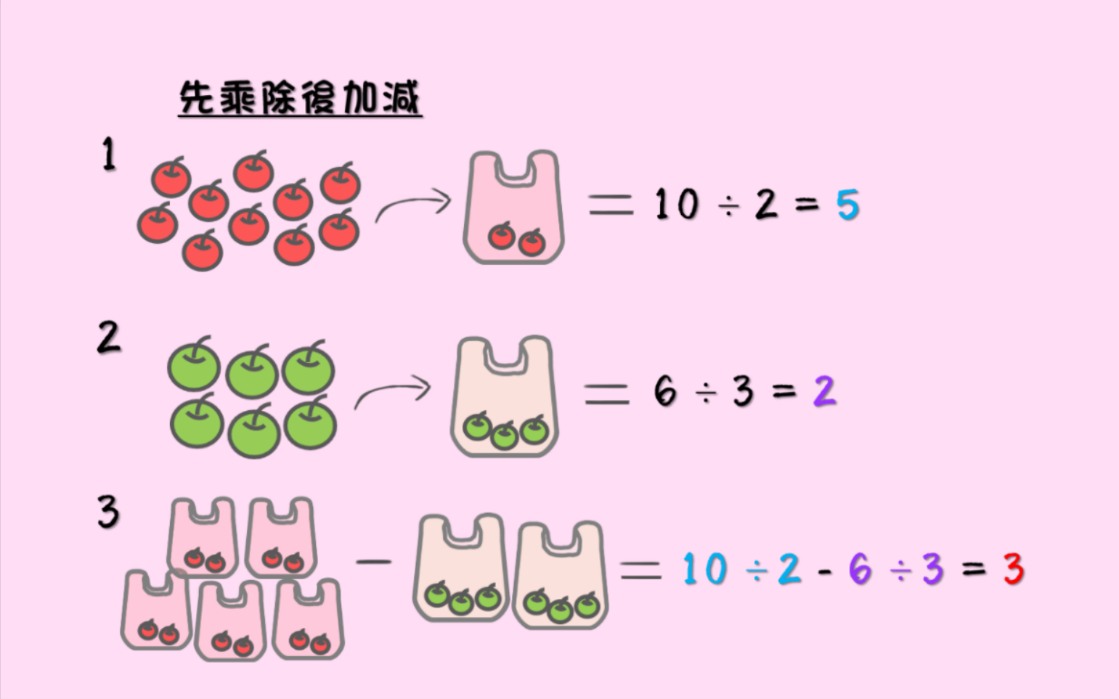 先乘除後加減
1
= 10 ÷ 2 = 5
2
= 6 ÷ 3 = 2
3
- = 10 ÷ 2 - 6 ÷ 3 = 3